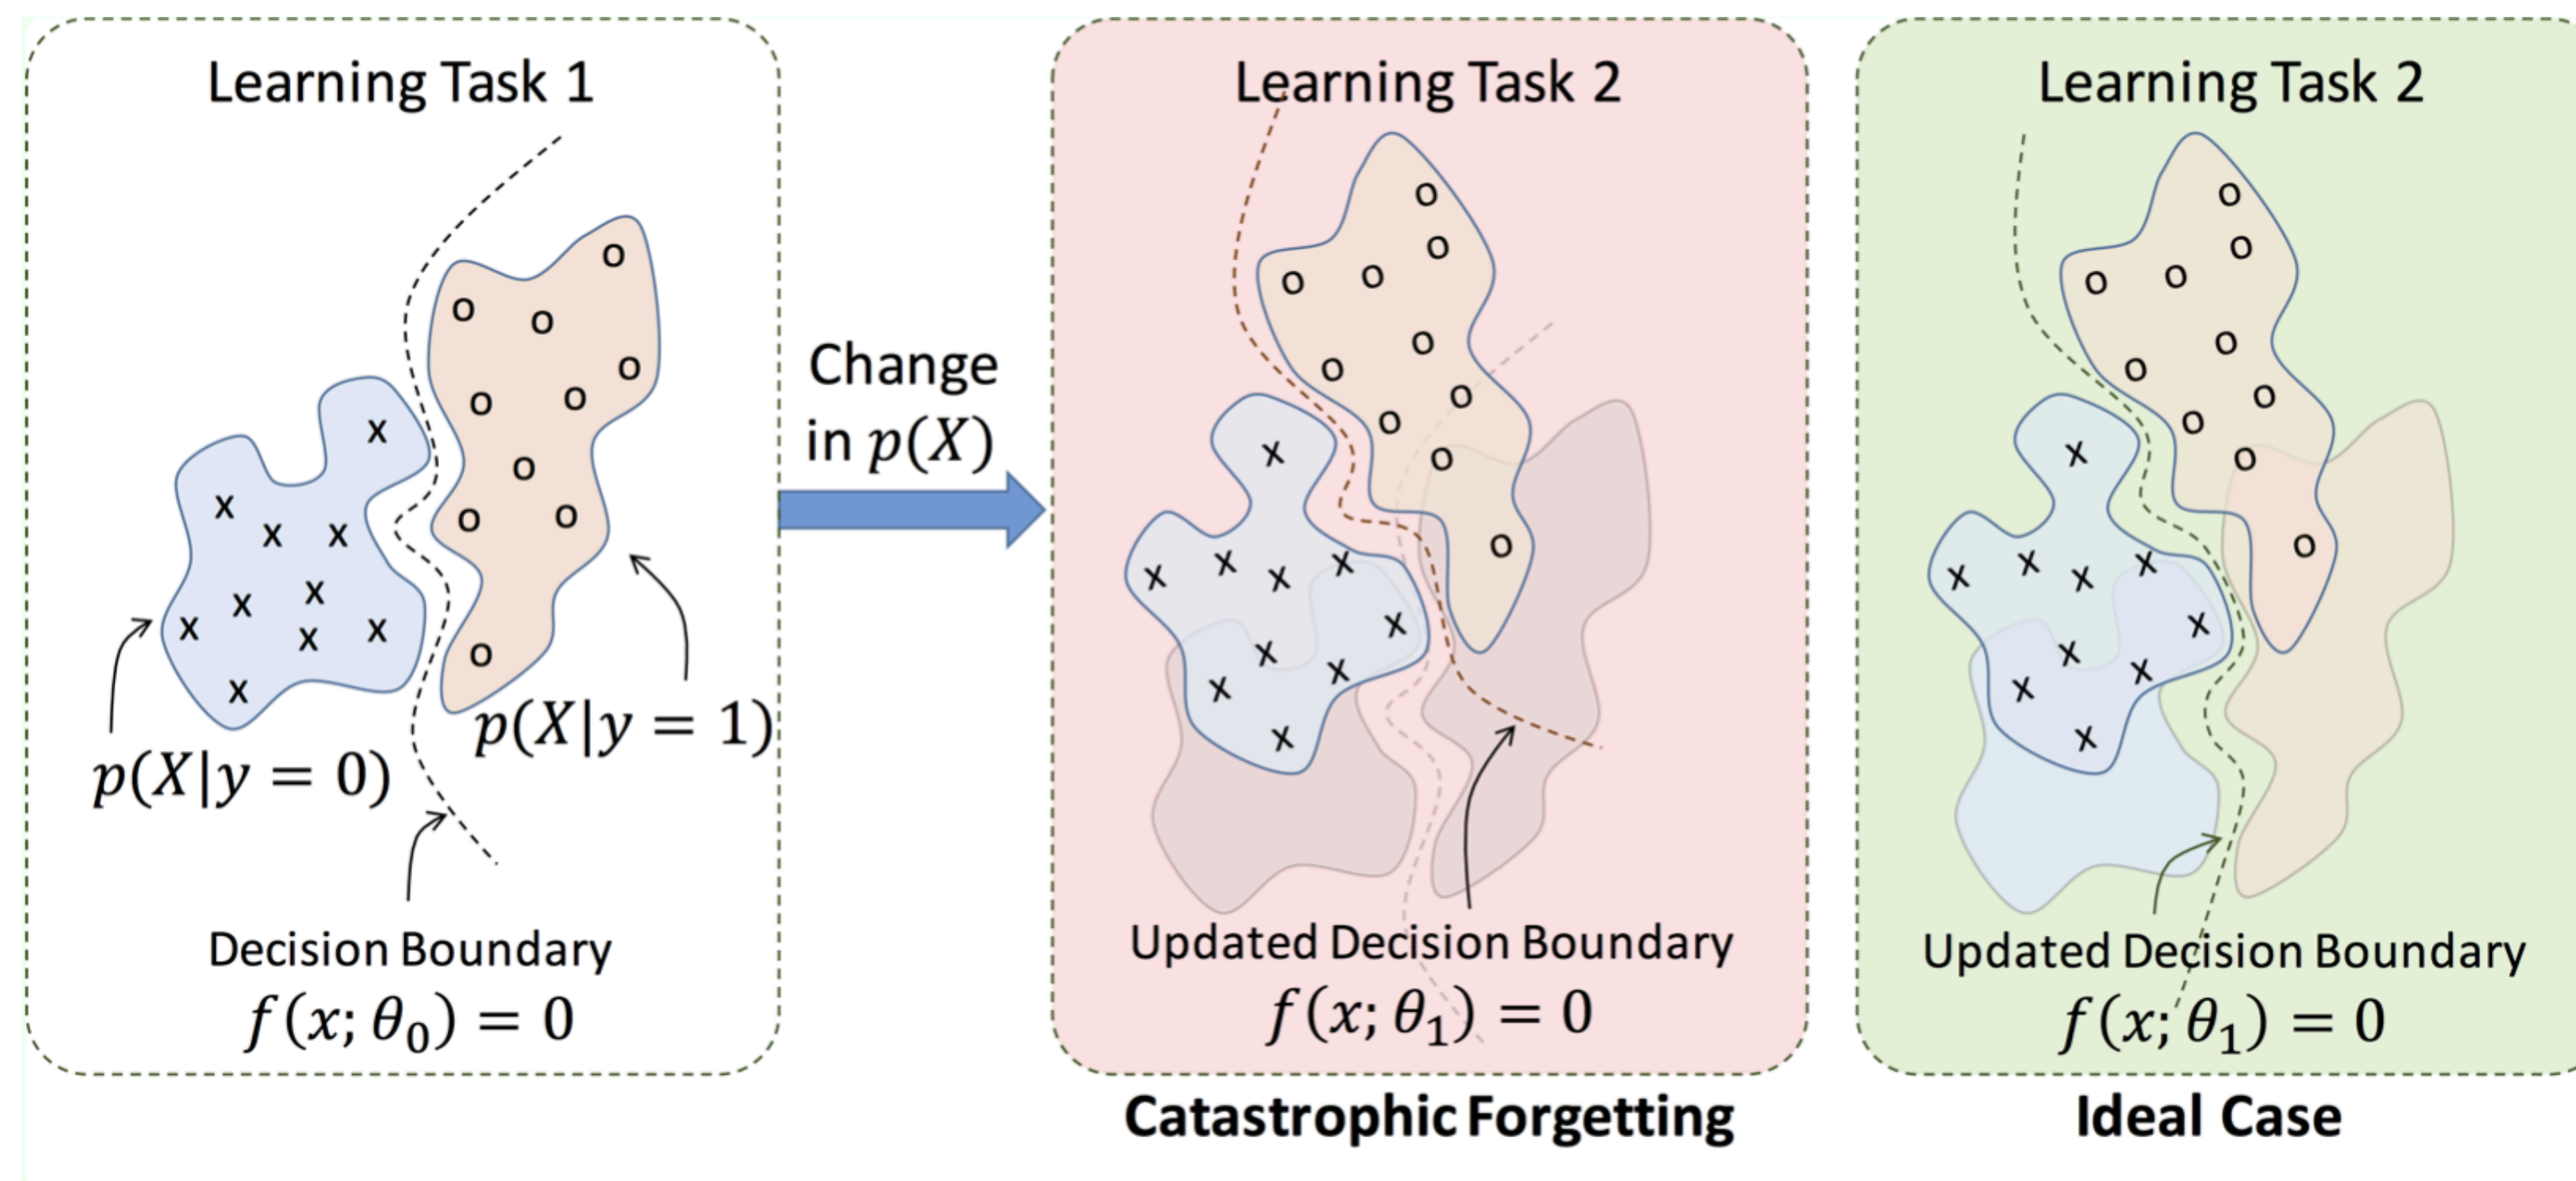 Learning Task 1
p(X|y = 0)
p(X|y = 1)
Decision Boundary
f(x; θ₀) = 0
Change
in p(X)
Learning Task 2
Updated Decision Boundary
f(x; θ₁) = 0
Catastrophic Forgetting
Learning Task 2
Updated Decision Boundary
f(x; θ₁) = 0
Ideal Case